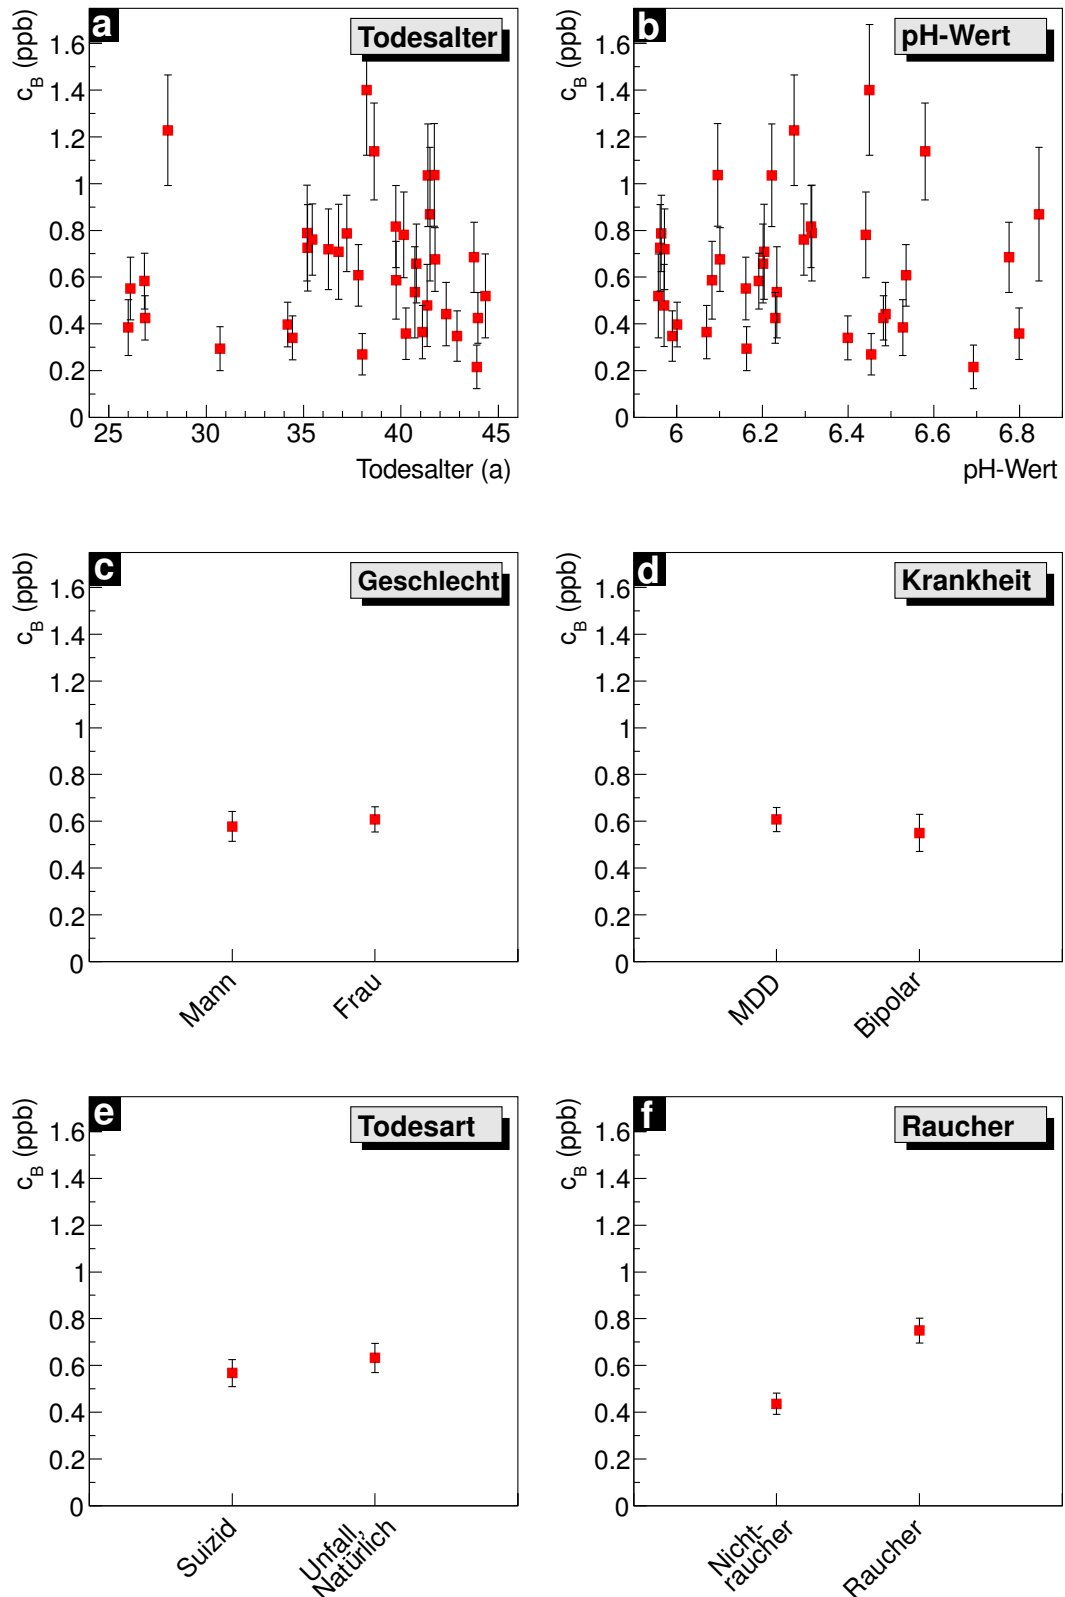 a
Todesalter
c_B (ppb)
1.6
1.4
1.2
1
0.8
0.6
0.4
0.2
0
25 30 35 40 45
Todesalter (a)
b
pH-Wert
c_B (ppb)
1.6
1.4
1.2
1
0.8
0.6
0.4
0.2
0
6 6.2 6.4 6.6 6.8
pH-Wert
c
Geschlecht
c_B (ppb)
1.6
1.4
1.2
1
0.8
0.6
0.4
0.2
0
Mann
Frau
d
Krankheit
c_B (ppb)
1.6
1.4
1.2
1
0.8
0.6
0.4
0.2
0
MDD
Bipolar
e
Todesart
c_B (ppb)
1.6
1.4
1.2
1
0.8
0.6
0.4
0.2
0
Suizid
Unfall,
Natürlich
f
Raucher
c_B (ppb)
1.6
1.4
1.2
1
0.8
0.6
0.4
0.2
0
Nicht-
raucher
Raucher